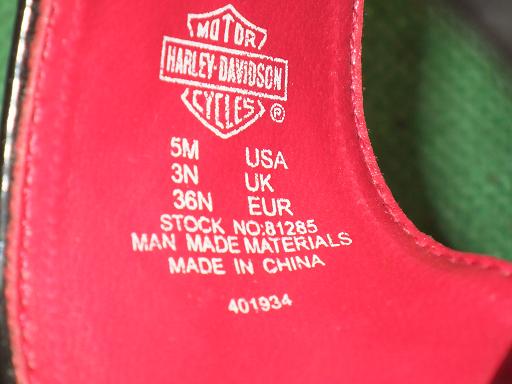 MOTOR
HARLEY-DAVIDSON
CYCLES ®
5M USA
3N UK
36N EUR
STOCK NO:81285
MAN MADE MATERIALS
MADE IN CHINA
401934